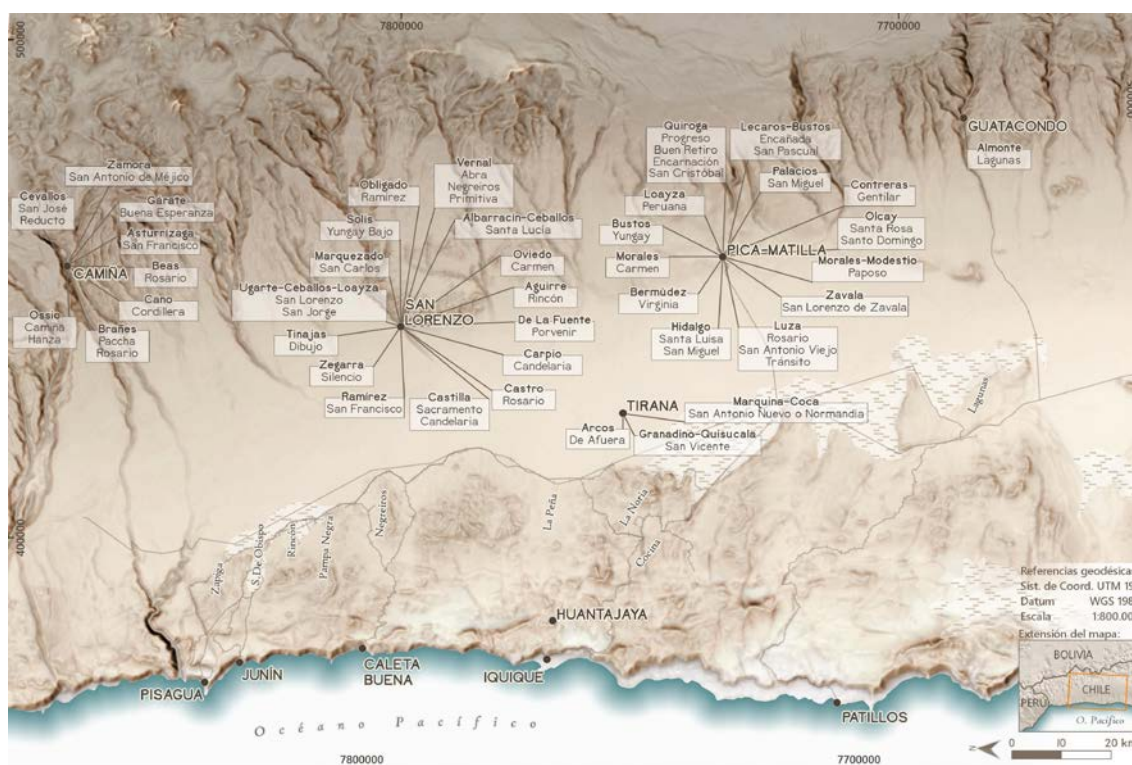 7800000
7700000
500000
500000
GUATACONDO
Almonte
Lagunas
Quiroga
Progreso
Buen Retiro
Encarnación
San Cristóbal
Lecaros-Bustos
Encañada
San Pascual
Palacios
San Miguel
Contreras
Gentilar
Loayza
Peruana
Olcay
Santa Rosa
Santo Domingo
Bustos
Yungay
PICA-MATILLA
Morales
Carmen
Morales-Modestio
Paposo
Bermúdez
Virginia
Zavala
San Lorenzo de Zavala
Hidalgo
Santa Luisa
San Miguel
Luza
Rosario
San Antonio Viejo
Tránsito
Zamora
San Antonio de Méjico
Cevallos
San José
Reducto
Gárate
Buena Esperanza
Asturrizaga
San Francisco
CAMIÑA
Beas
Rosario
Cano
Cordillera
Ossio
Camiña
Hanza
Brañes
Paccha
Rosario
Vernal
Abra
Negreiros
Primitiva
Obligado
Ramírez
Solis
Yungay Bajo
Albarracín-Ceballos
Santa Lucía
Marquezado
San Carlos
Oviedo
Carmen
Ugarte-Ceballos-Loayza
San Lorenzo
San Jorge
Aguirre
Rincón
SAN
LORENZO
De La Fuente
Porvenir
Tinajas
Dibujo
Carpio
Candelaria
Zegarra
Silencio
Ramírez
San Francisco
Castilla
Sacramento
Candelaria
Castro
Rosario
TIRANA
Marquina-Coca
San Antonio Nuevo o Normandía
Arcos
De Afuera
Granadino-Quisucala
San Vicente
Lagunas
400000
Zapiga
S. De Obispo
Rincón
Pampa Negra
Negreiros
La Peña
La Noria
Cocina
HUANTAJAYA
PISAGUA
JUNÍN
CALETA
BUENA
IQUIQUE
PATILLOS
Océano Pacífico
Referencias geodésica
Sist. de Coord. UTM 19
Datum WGS 198
Escala 1:800.00
Extensión del mapa:
BOLIVIA
PERÚ
CHILE
O. Pacífico
N
0 10 20 km
7800000
7700000